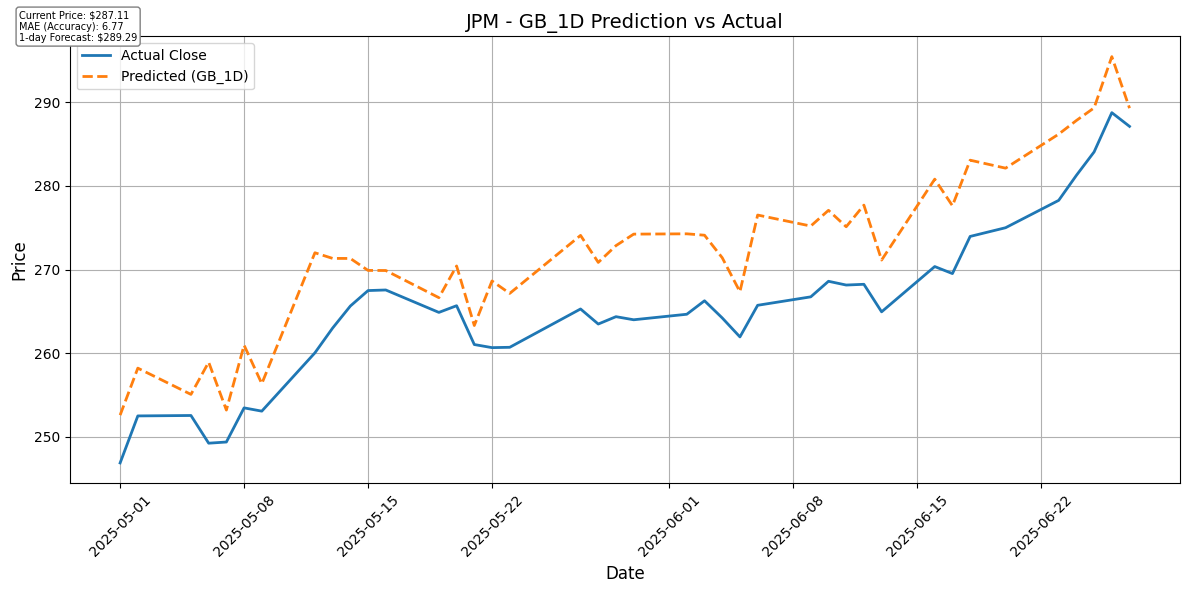 Current Price: $287.11
MAE (Accuracy): 6.77
1-day Forecast: $289.29
JPM - GB_1D Prediction vs Actual
Actual Close
Predicted (GB_1D)
Price
290
280
270
260
250
2025-05-01
2025-05-08
2025-05-15
2025-05-22
2025-06-01
2025-06-08
2025-06-15
2025-06-22
Date